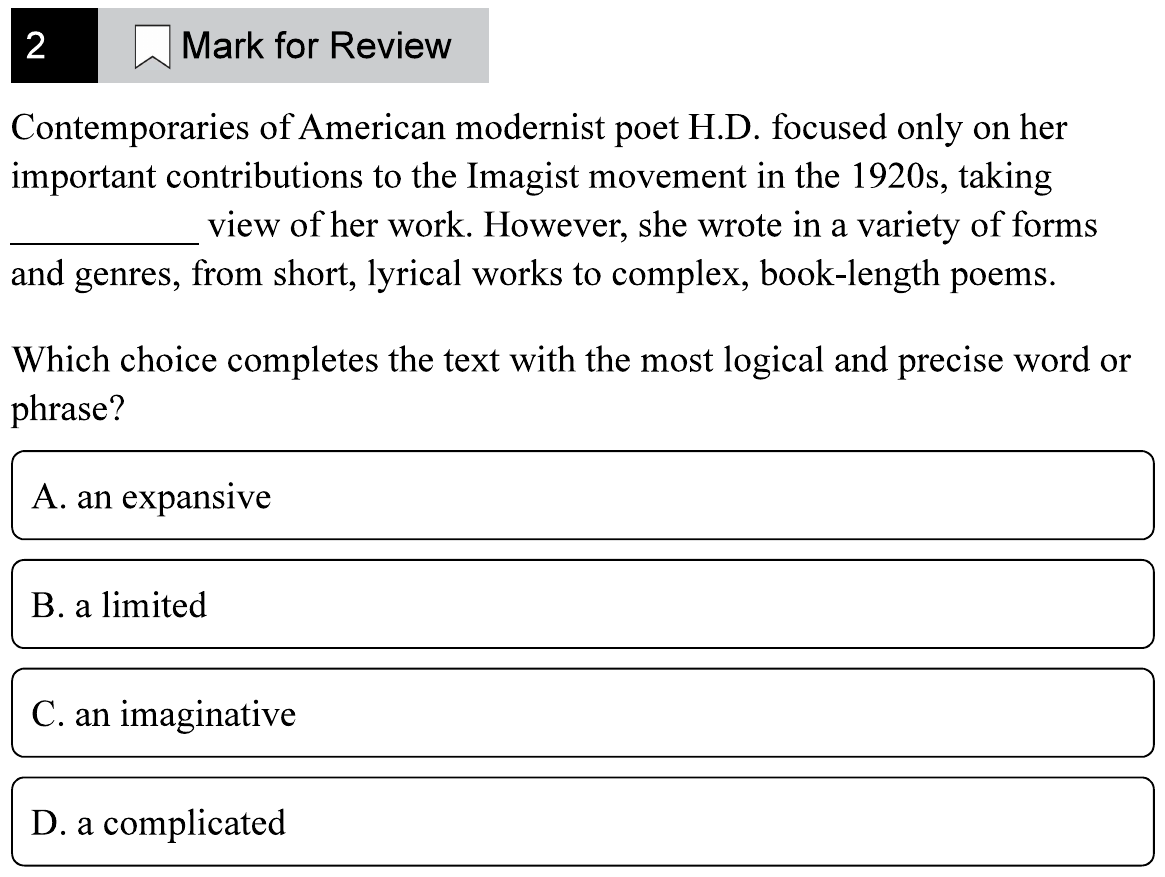 2 Mark for Review
Contemporaries of American modernist poet H.D. focused only on her
important contributions to the Imagist movement in the 1920s, taking
__________ view of her work. However, she wrote in a variety of forms
and genres, from short, lyrical works to complex, book-length poems.
Which choice completes the text with the most logical and precise word or
phrase?
A. an expansive
B. a limited
C. an imaginative
D. a complicated